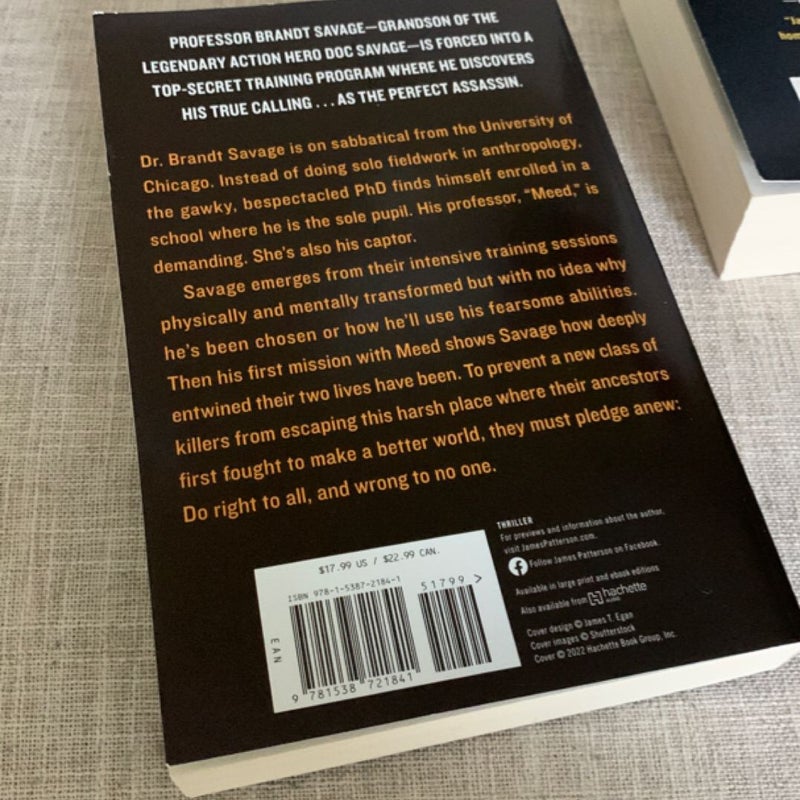 PROFESSOR BRANDT SAVAGE—GRANDSON OF THE
LEGENDARY ACTION HERO DOC SAVAGE—IS FORCED INTO A
TOP-SECRET TRAINING PROGRAM WHERE HE DISCOVERS
HIS TRUE CALLING . . . AS THE PERFECT ASSASSIN.
Dr. Brandt Savage is on sabbatical from the University of
Chicago. Instead of doing solo fieldwork in anthropology,
the gawky, bespectacled PhD finds himself enrolled in a
school where he is the sole pupil. His professor, “Meed,” is
demanding. She’s also his captor.
Savage emerges from their intensive training sessions
physically and mentally transformed but with no idea why
he’s been chosen or how he’ll use his fearsome abilities.
Then his first mission with Meed shows Savage how deeply
entwined their two lives have been. To prevent a new class of
killers from escaping this harsh place where their ancestors
first fought to make a better world, they must pledge anew:
Do right to all, and wrong to no one.
$17.99 US / $22.99 CAN.
ISBN 978-1-5387-2184-1
51799 >
EAN
9 781538 721841
THRILLER
For previews and information about the author,
visit JamesPatterson.com.
Follow James Patterson on Facebook.
Available in large print and ebook editions
Also available from hachette
AUDIO
Cover design © James T. Egan
Cover images © Shutterstock
Cover © 2022 Hachette Book Group, Inc.